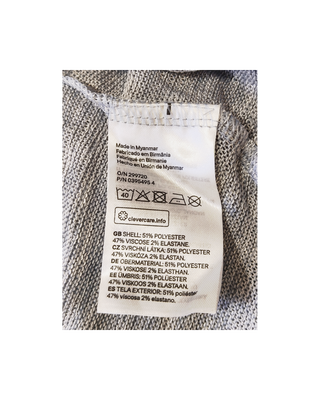 Made in Myanmar
Fabricado em Birmânia
Fabriqué en Birmanie
Hecho en Unión de Myanmar
O/N 299720
P/N 0395495 4
40
clevercare.info
GB SHELL: 51% POLYESTER
47% VISCOSE 2% ELASTANE.
CZ SVRCHNÍ LÁTKA: 51% POLYESTER
47% VISKÓZA 2% ELASTAN.
DE OBERMATERIAL: 51% POLYESTER
47% VISKOSE 2% ELASTHAN.
EE ÜMBRIS: 51% POLÜESTER
47% VISKOOS 2% ELASTAAN.
ES TELA EXTERIOR: 51% poliéster
47% viscosa 2% elastano.